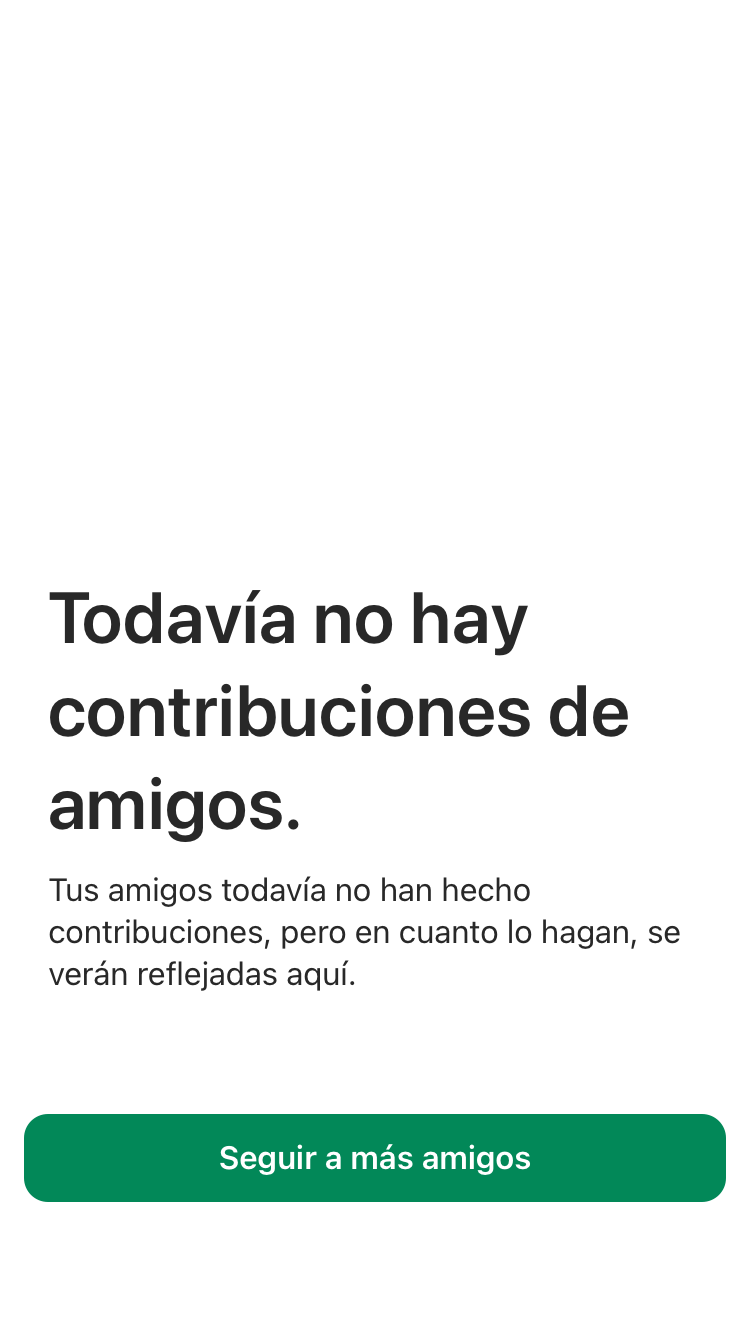 Todavía no hay
contribuciones de
amigos.
Tus amigos todavía no han hecho
contribuciones, pero en cuanto lo hagan, se
verán reflejadas aquí.
Seguir a más amigos